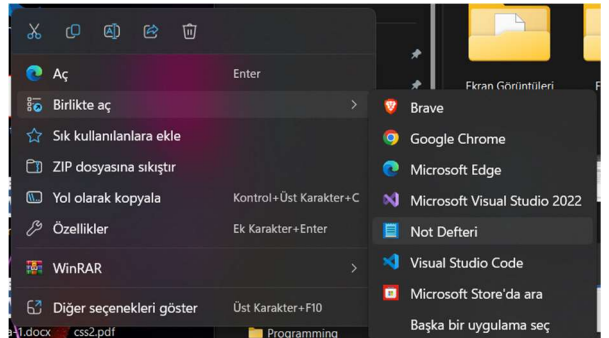 Aç Enter
Birlikte aç
Sık kullanılanlara ekle
ZIP dosyasına sıkıştır
Yol olarak kopyala Kontrol+Üst Karakter+C
Özellikler Ek Karakter+Enter
WinRAR
Diğer seçenekleri göster Üst Karakter+F10
Ekran Görüntüleri
Brave
Google Chrome
Microsoft Edge
Microsoft Visual Studio 2022
Not Defteri
Visual Studio Code
Microsoft Store'da ara
Başka bir uygulama seç
a-1.docx css2.pdf
Programming